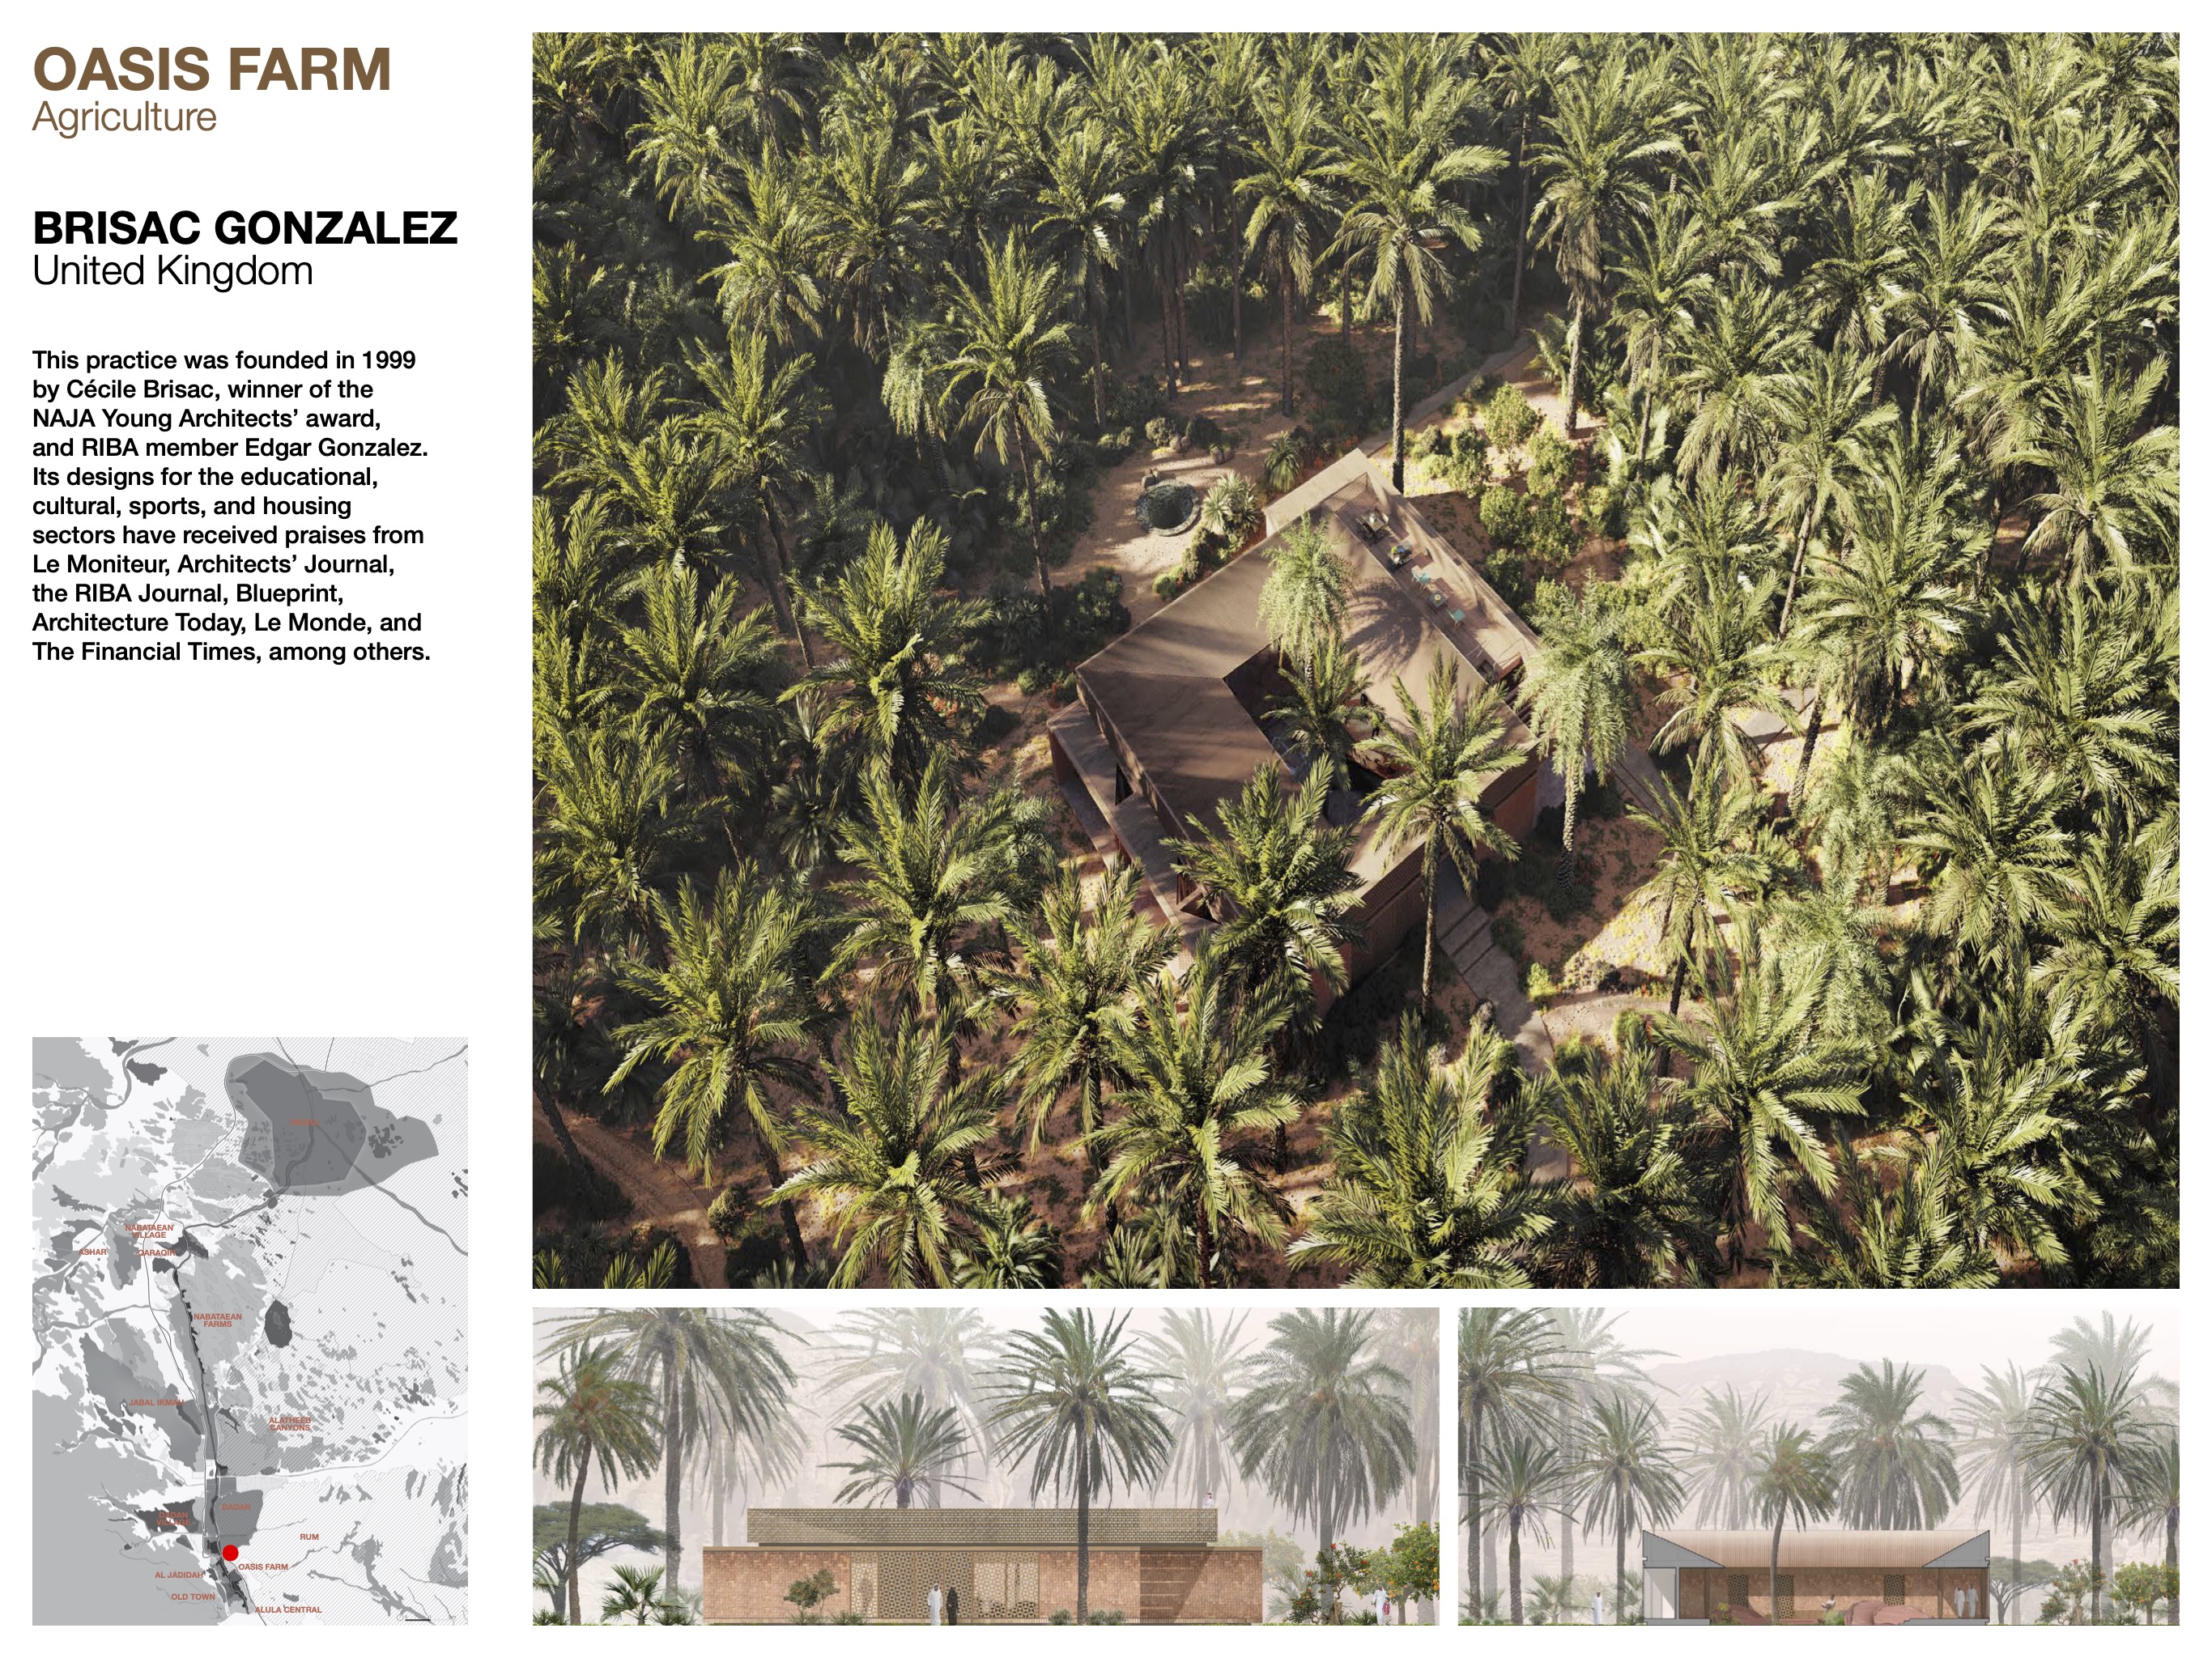 OASIS FARM
Agriculture
BRISAC GONZALEZ
United Kingdom
This practice was founded in 1999
by Cécile Brisac, winner of the
NAJA Young Architects’ award,
and RIBA member Edgar Gonzalez.
Its designs for the educational,
cultural, sports, and housing
sectors have received praises from
Le Moniteur, Architects’ Journal,
the RIBA Journal, Blueprint,
Architecture Today, Le Monde, and
The Financial Times, among others.
NABATAEAN
VILLAGE
ASHAR
QARAQIR
NABATAEAN
FARMS
JABAL IKMAH
ALATHEEB
CANYONS
DADAN
DADAN
VILLAGE
RUM
OASIS FARM
AL JADIDAH
OLD TOWN
ALULA CENTRAL